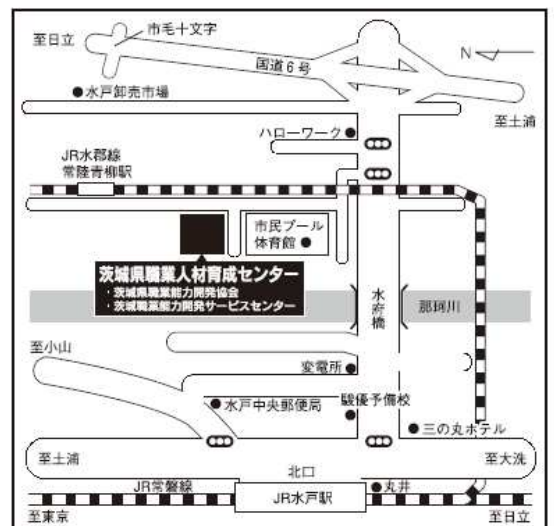 至日立
市毛十文字
国道6号
N
水戸卸売市場
至土浦
ハローワーク
JR水郡線
常陸青柳駅
市民プール
体育館
茨城県職業人材育成センター
・茨城県職業能力開発協会
・茨城県職業能力開発サービスセンター
水府橋
那珂川
至小山
変電所
水戸中央郵便局
駿優予備校
三の丸ホテル
至土浦
至大洗
北口
JR常磐線
丸井
JR水戸駅
至東京
至日立